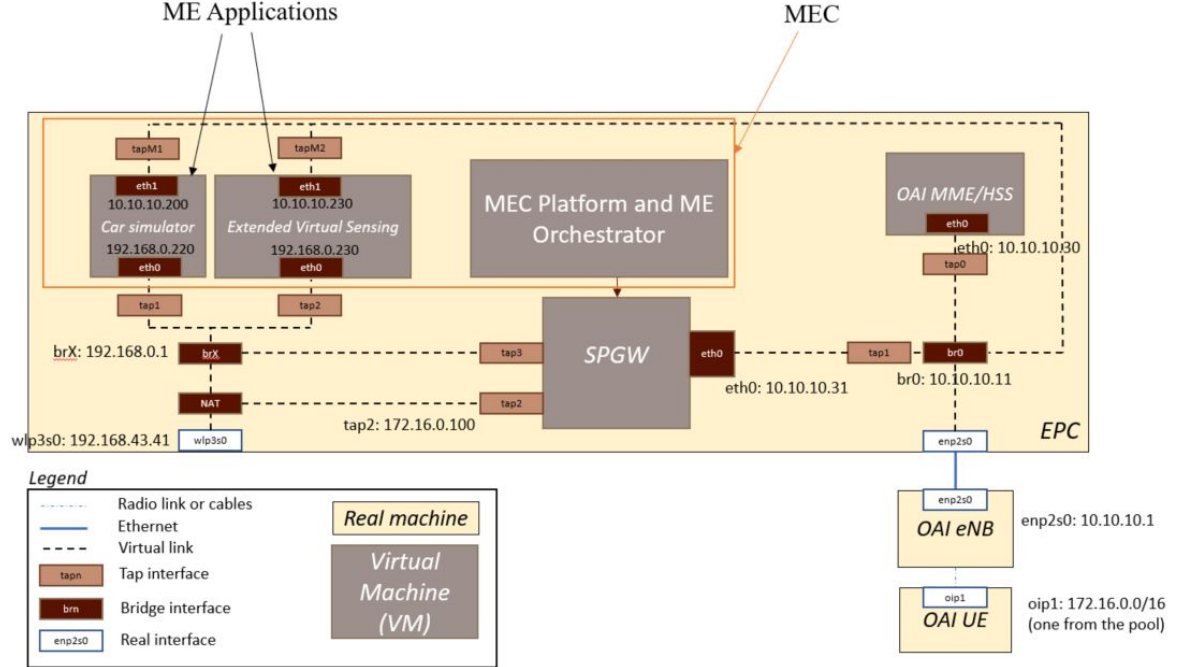 ME Applications
MEC
tapM1
tapM2
eth1
10.10.10.200
Car simulator
192.168.0.220
eth0
eth1
10.10.10.230
Extended Virtual Sensing
192.168.0.230
eth0
MEC Platform and ME
Orchestrator
OAI MME/HSS
eth0
eth0: 10.10.10.30
tap0
tap1
tap2
brX: 192.168.0.1
brX
tap3
SPGW
eth0
eth0: 10.10.10.31
tap1
br0
br0: 10.10.10.11
NAT
tap2
tap2: 172.16.0.100
wlp3s0: 192.168.43.41
wlp3s0
enp2s0
EPC
Legend
Radio link or cables
Ethernet
Virtual link
tapn
Tap interface
brn
Bridge interface
enp2s0
Real interface
Real machine
Virtual
Machine
(VM)
enp2s0
OAI eNB
enp2s0: 10.10.10.1
oip1
OAI UE
oip1: 172.16.0.0/16
(one from the pool)